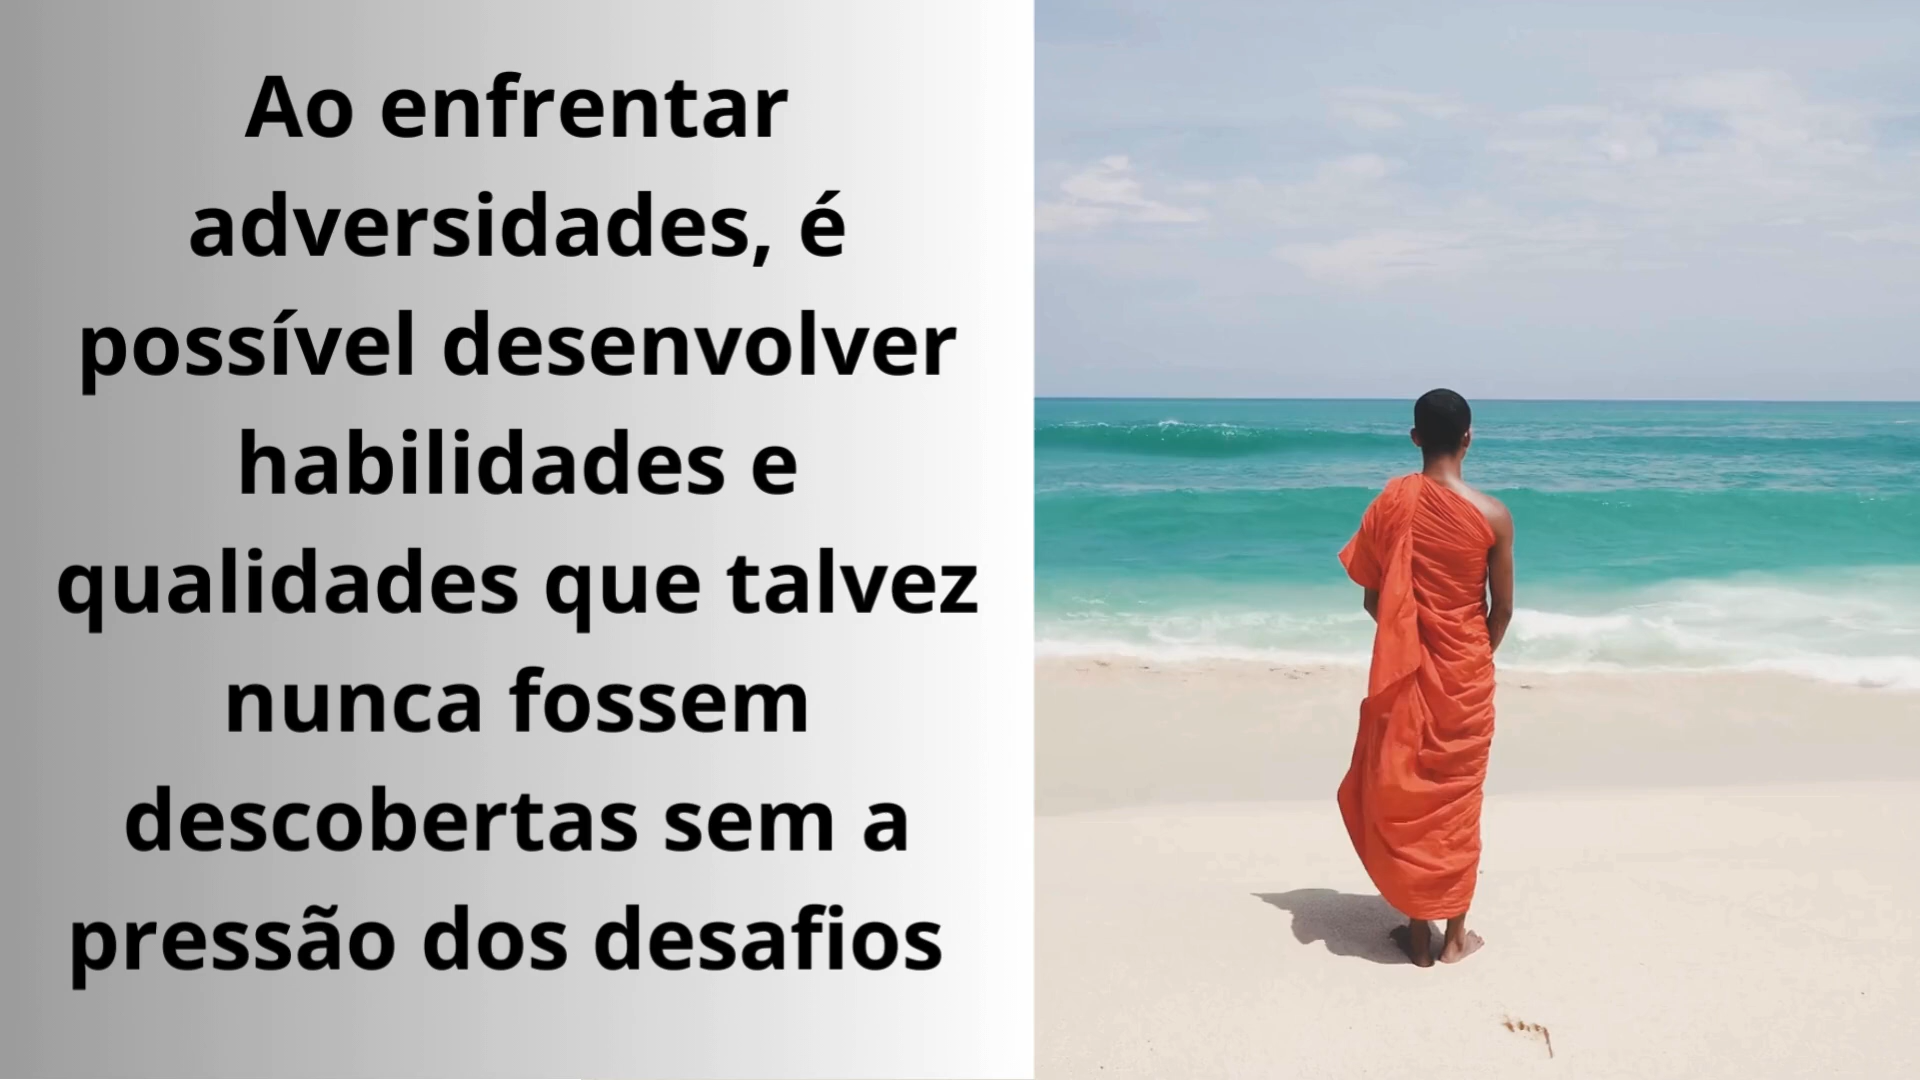 Ao enfrentar
adversidades, é
possível desenvolver
habilidades e
qualidades que talvez
nunca fossem
descobertas sem a
pressão dos desafios